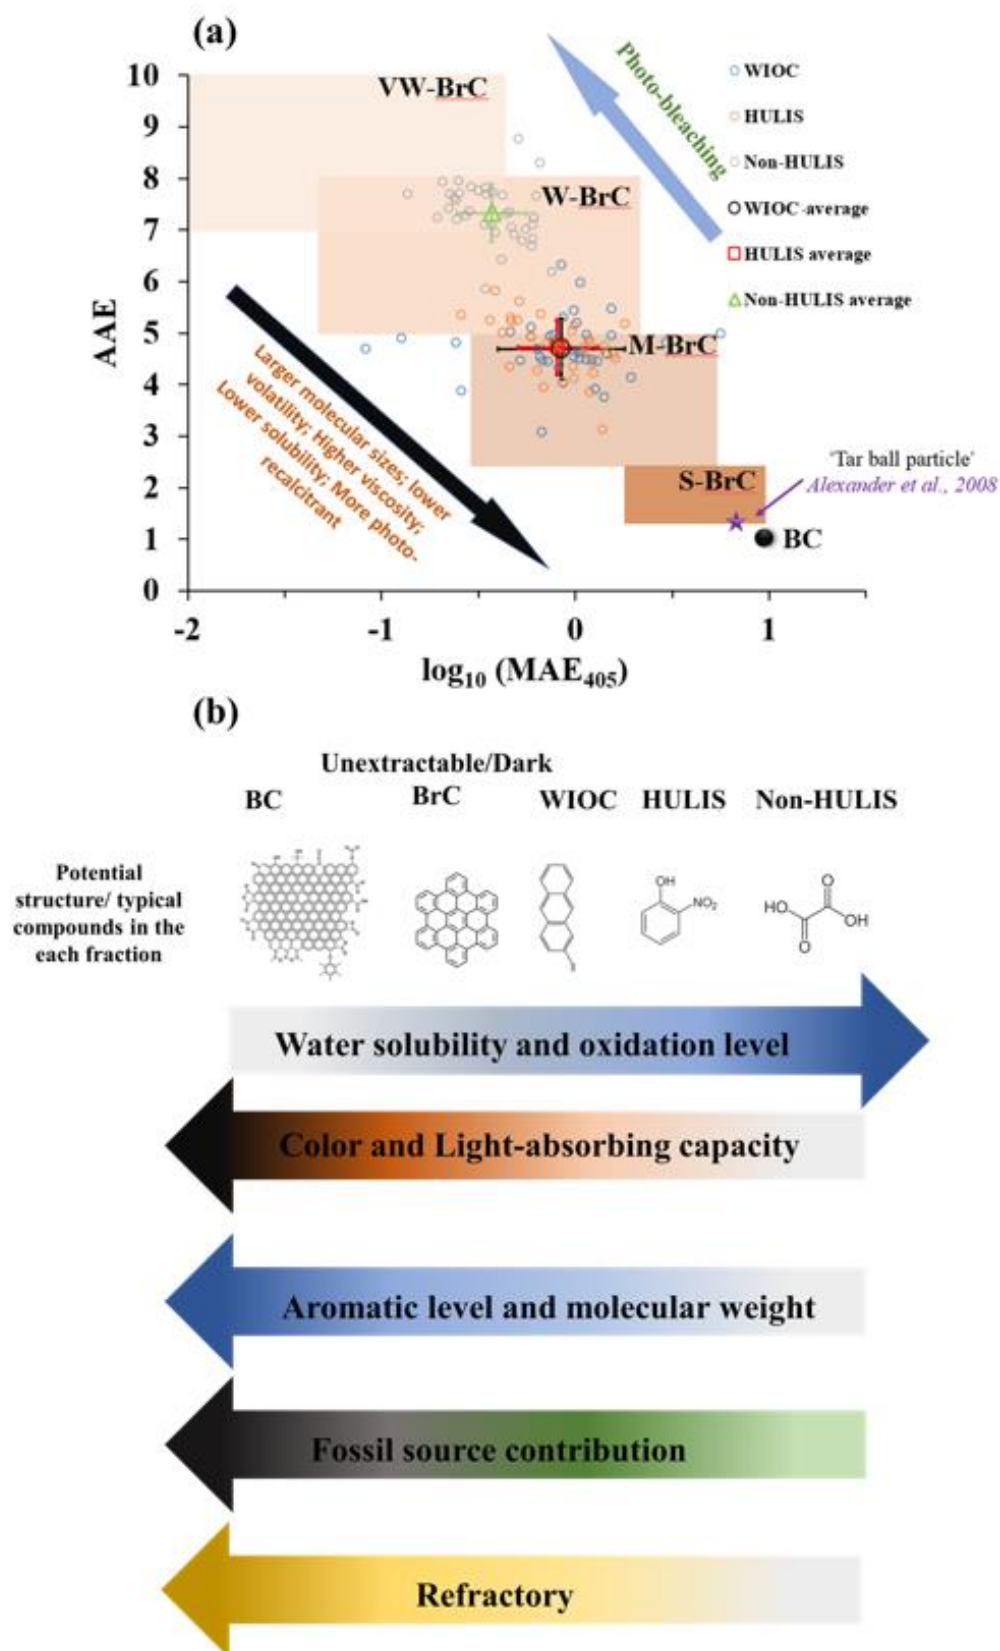 (a)
AAE
10
9
8
7
6
5
4
3
2
1
0
-2
-1
0
1
log10 (MAE405)
VW-BrC
W-BrC
M-BrC
S-BrC
BC
'Tar ball particle'
Alexander et al., 2008
Photo-bleaching
WIOC
HULIS
Non-HULIS
WIOC average
HULIS average
Non-HULIS average
Larger molecular sizes; lower
volatility; Higher viscosity;
Lower solubility; More photo-
recalcitrant
(b)
Unextractable/Dark
BC
BrC
WIOC
HULIS
Non-HULIS
Potential
structure/ typical
compounds in the
each fraction
OH
NO2
O
HO
OH
O
Water solubility and oxidation level
Color and Light-absorbing capacity
Aromatic level and molecular weight
Fossil source contribution
Refractory